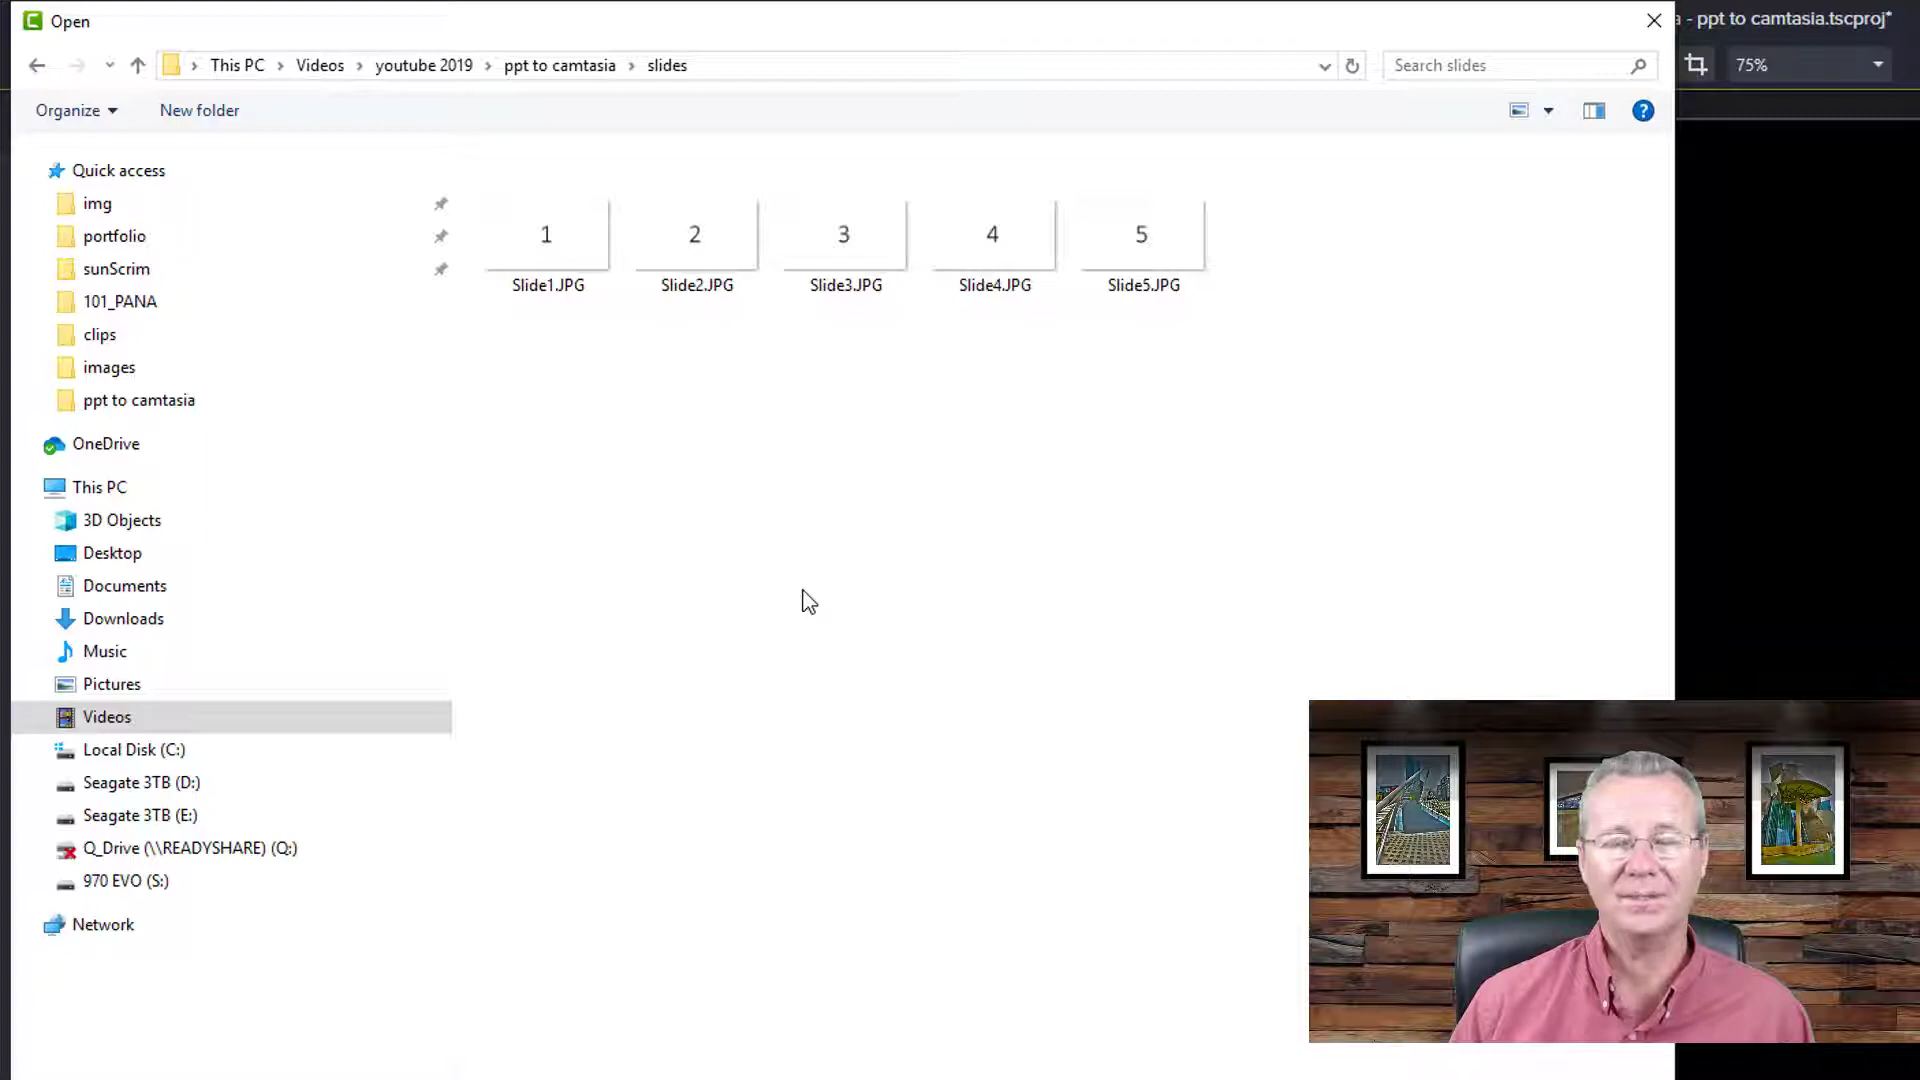 Open
- ppt to camtasia.tscproj*
This PC > Videos > youtube 2019 > ppt to camtasia > slides
Search slides
75%
Organize
New folder
Quick access
img
portfolio
sunScrim
101_PANA
clips
images
ppt to camtasia
OneDrive
This PC
3D Objects
Desktop
Documents
Downloads
Music
Pictures
Videos
Local Disk (C:)
Seagate 3TB (D:)
Seagate 3TB (E:)
Q_Drive (\\READYSHARE) (Q:)
970 EVO (S:)
Network
1 2 3 4 5
Slide1.JPG Slide2.JPG Slide3.JPG Slide4.JPG Slide5.JPG